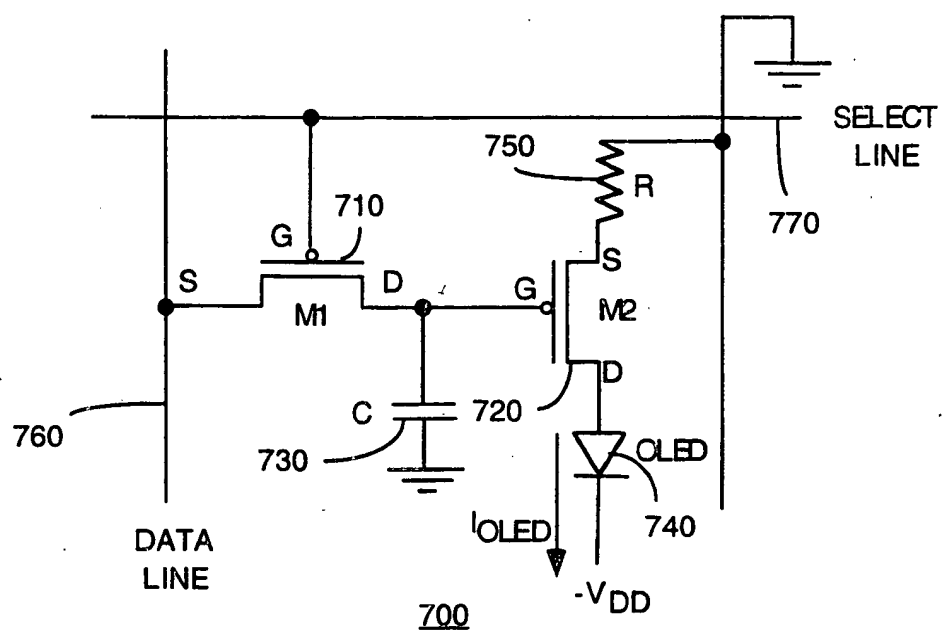 SELECT
LINE
750
R
770
710
G
S
D
M1
G
S
M2
D
720
C
730
760
OLED
740
IOLED
DATA
LINE
-VDD
700